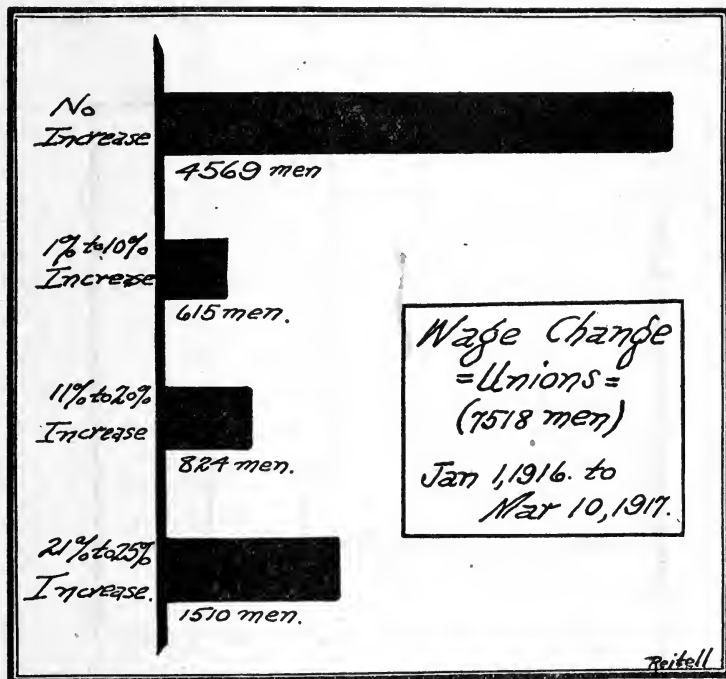 No
Increase
4569 men
1% to 10%
Increase
615 men.
11% to 20%
Increase
824 men.
21% to 25%
Increase.
1510 men.
Wage Change
=Unions=
(7518 men)
Jan 1, 1916. to
Mar 10, 1917.
Reitell